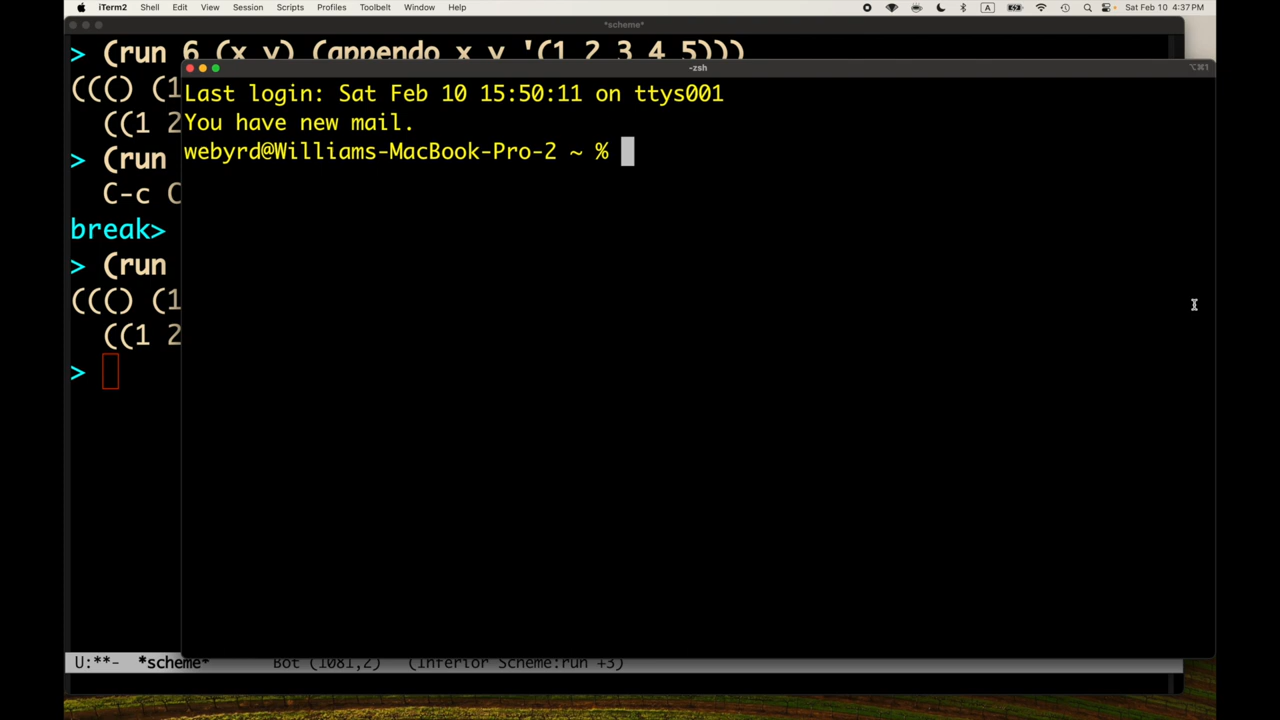 iTerm2 Shell Edit View Session Scripts Profiles Toolbelt Window Help A Sat Feb 10 4:37 PM
*scheme*
> (run 6 (x y) (appendo x y '(1 2 3 4 5)))
-zsh
⌥⌘1
((() (1
Last login: Sat Feb 10 15:50:11 on ttys001
((1 2
You have new mail.
> (run
webyrd@Williams-MacBook-Pro-2 ~ %
C-c C
break>
> (run
((() (1
((1 2
>
U:**- *scheme* Bot (1081,2) (Inferior Scheme:run +3)